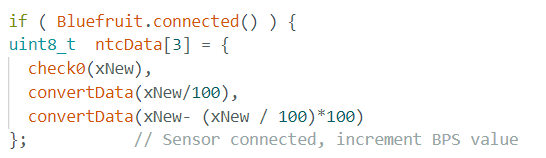 if ( Bluefruit.connected() ) {
uint8_t  ntcData[3] = {
  check0(xNew),
  convertData(xNew/100),
  convertData(xNew- (xNew / 100)*100)
};           // Sensor connected, increment BPS value